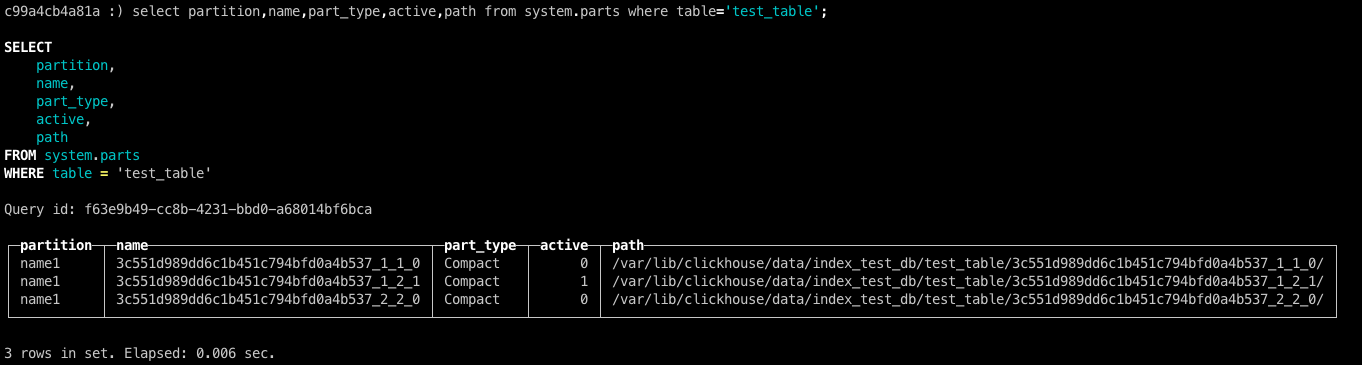 c99a4cb4a81a :) select partition,name,part_type,active,path from system.parts where table='test_table';
SELECT
partition,
name,
part_type,
active,
path
FROM system.parts
WHERE table = 'test_table'
Query id: f63e9b49-cc8b-4231-bbd0-a68014bf6bca
partition name part_type active path
name1 3c551d989dd6c1b451c794bfd0a4b537_1_1_0 Compact 0 /var/lib/clickhouse/data/index_test_db/test_table/3c551d989dd6c1b451c794bfd0a4b537_1_1_0/
name1 3c551d989dd6c1b451c794bfd0a4b537_1_2_1 Compact 1 /var/lib/clickhouse/data/index_test_db/test_table/3c551d989dd6c1b451c794bfd0a4b537_1_2_1/
name1 3c551d989dd6c1b451c794bfd0a4b537_2_2_0 Compact 0 /var/lib/clickhouse/data/index_test_db/test_table/3c551d989dd6c1b451c794bfd0a4b537_2_2_0/
3 rows in set. Elapsed: 0.006 sec.